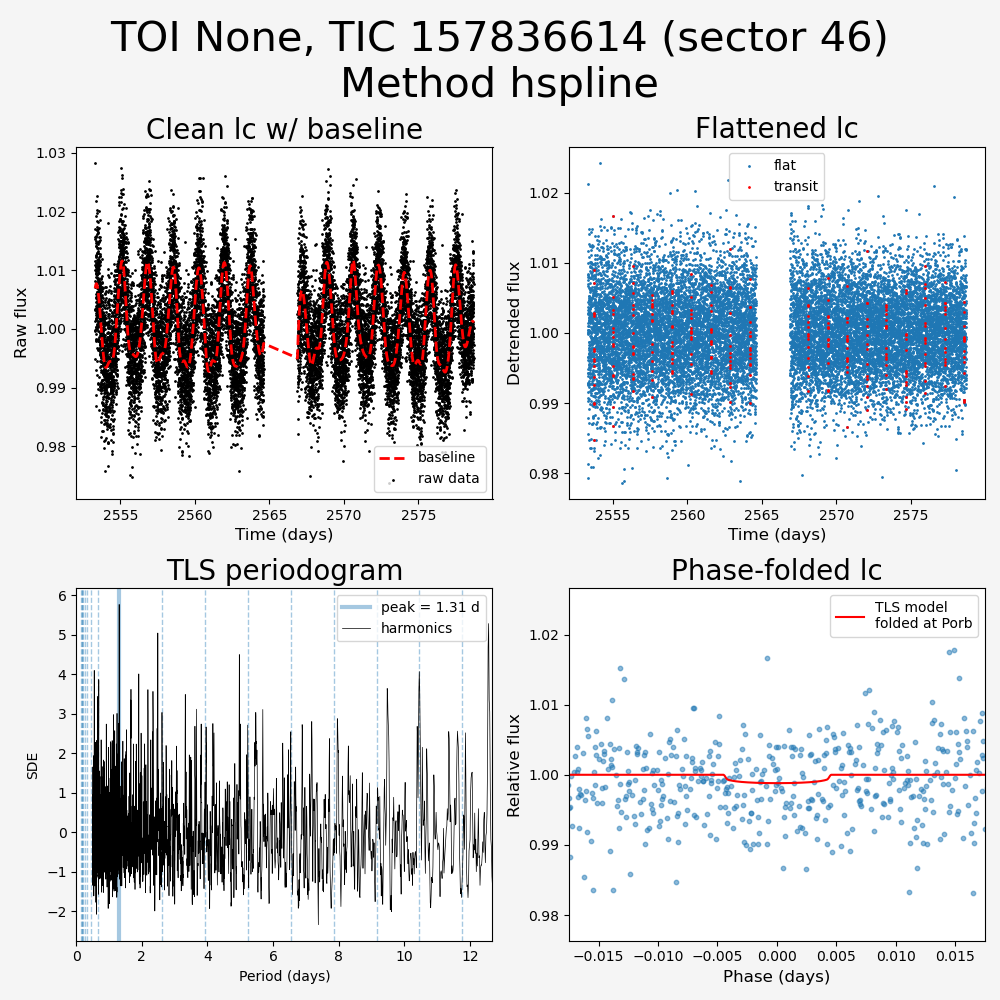 TOI None, TIC 157836614 (sector 46)
Method hspline
Clean lc w/ baseline
1.03
1.02
1.01
1.00
0.99
0.98
Raw flux
baseline
raw data
2555
2560
2565
2570
2575
Time (days)
Flattened lc
flat
transit
1.02
1.01
1.00
0.99
0.98
Detrended flux
2555
2560
2565
2570
2575
Time (days)
TLS periodogram
peak = 1.31 d
harmonics
6
5
4
3
2
1
0
−1
−2
SDE
0
2
4
6
8
10
12
Period (days)
Phase-folded lc
TLS model
folded at Porb
1.02
1.01
1.00
0.99
0.98
Relative flux
−0.015
−0.010
−0.005
0.000
0.005
0.010
0.015
Phase (days)